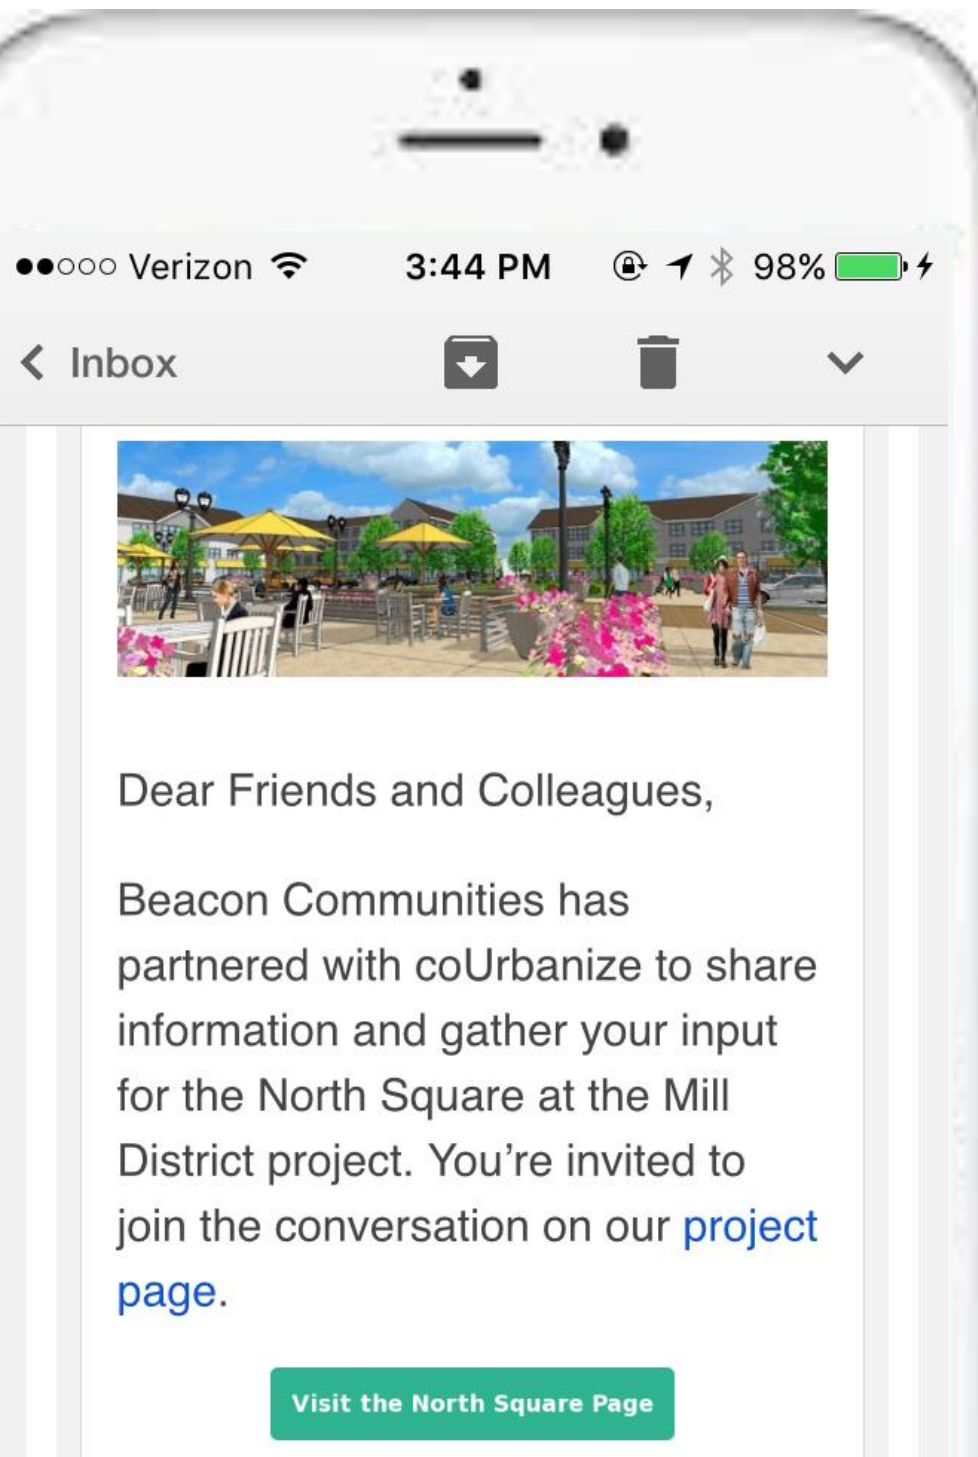 Verizon 3:44 PM 98%
Inbox
Dear Friends and Colleagues,
Beacon Communities has
partnered with coUrbanize to share
information and gather your input
for the North Square at the Mill
District project. You’re invited to
join the conversation on our project
page.
Visit the North Square Page